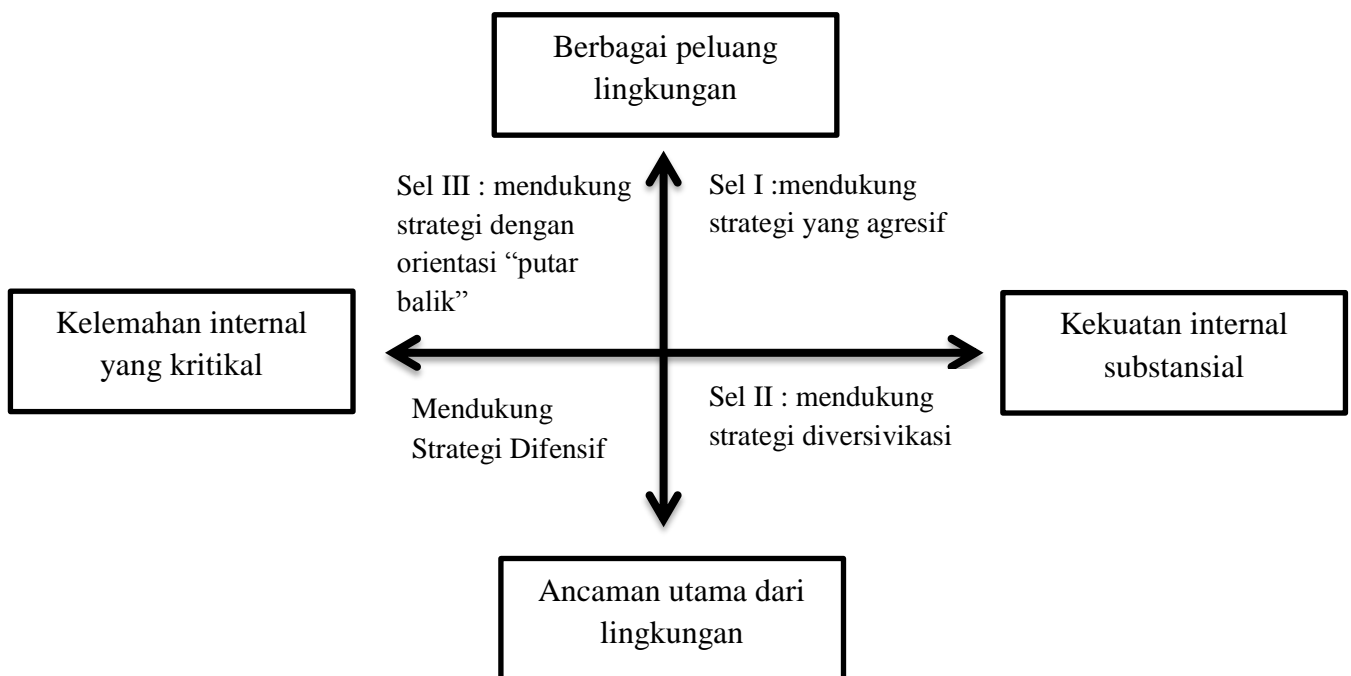 Berbagai peluang
lingkungan
Sel III : mendukung
strategi dengan
orientasi “putar
balik”
Sel I :mendukung
strategi yang agresif
Kelemahan internal
yang kritikal
Kekuatan internal
substansial
Mendukung
Strategi Difensif
Sel II : mendukung
strategi diversivikasi
Ancaman utama dari
lingkungan